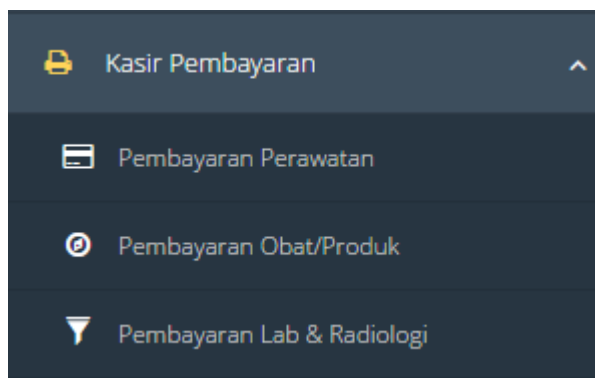 Kasir Pembayaran
Pembayaran Perawatan
Pembayaran Obat/Produk
Pembayaran Lab & Radiologi